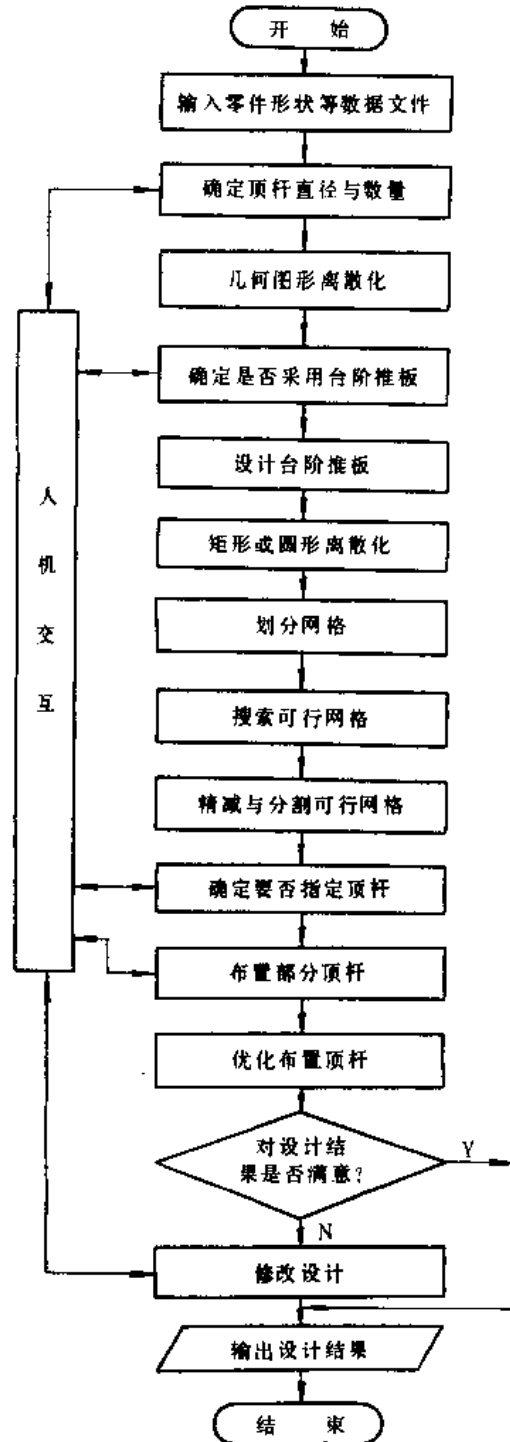 开 始
输入零件形状等数据文件
确定顶杆直径与数量
几何图形离散化
确定是否采用台阶推板
设计台阶推板
人机交互
矩形或圆形离散化
划分网格
搜索可行网格
精减与分割可行网格
确定要否指定顶杆
布置部分顶杆
优化布置顶杆
对设计结
果是否满意?
Y
N
修改设计
输出设计结果
结 束